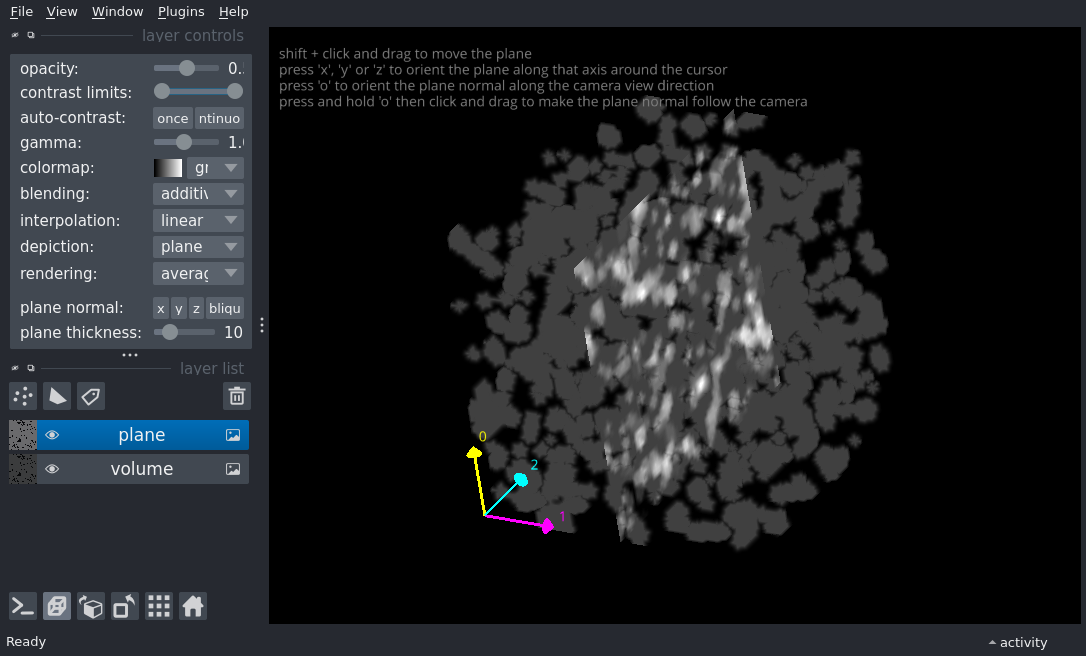 File View Window Plugins Help
layer controls
opacity: 0.
contrast limits:
auto-contrast: once ntinuo
gamma: 1.
colormap: gr
blending: additiv
interpolation: linear
depiction: plane
rendering: averag
plane normal: x y z bliqu
plane thickness: 10
layer list
plane
volume
shift + click and drag to move the plane
press 'x', 'y' or 'z' to orient the plane along that axis around the cursor
press 'o' to orient the plane normal along the camera view direction
press and hold 'o' then click and drag to make the plane normal follow the camera
0
2
1
Ready
activity